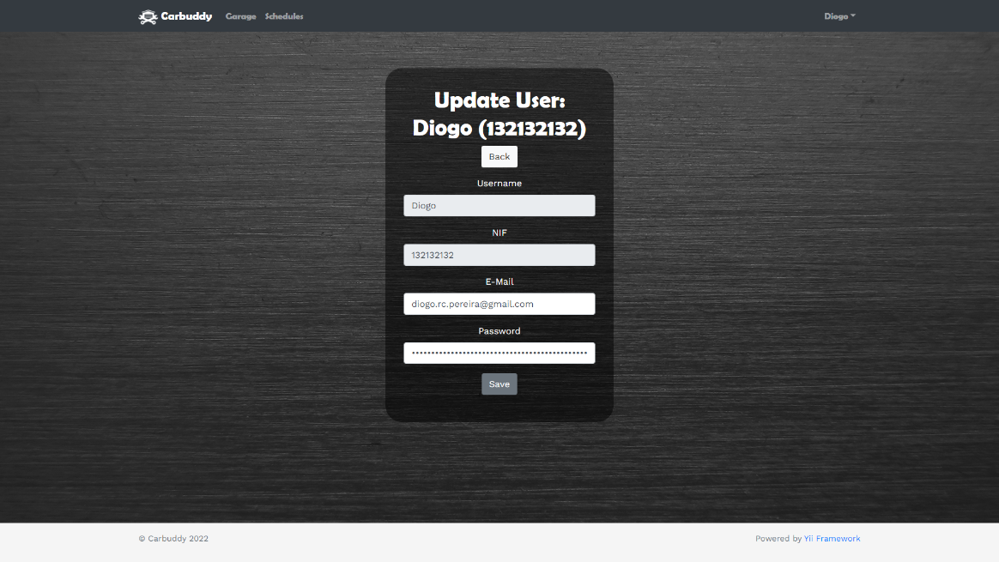 Carbuddy Garage Schedules Diogo
Update User:
Diogo (132132132)
Back
Username
Diogo
NIF
132132132
E-Mail
diogo.rc.pereira@gmail.com
Password
Save
© Carbuddy 2022 Powered by Yii Framework